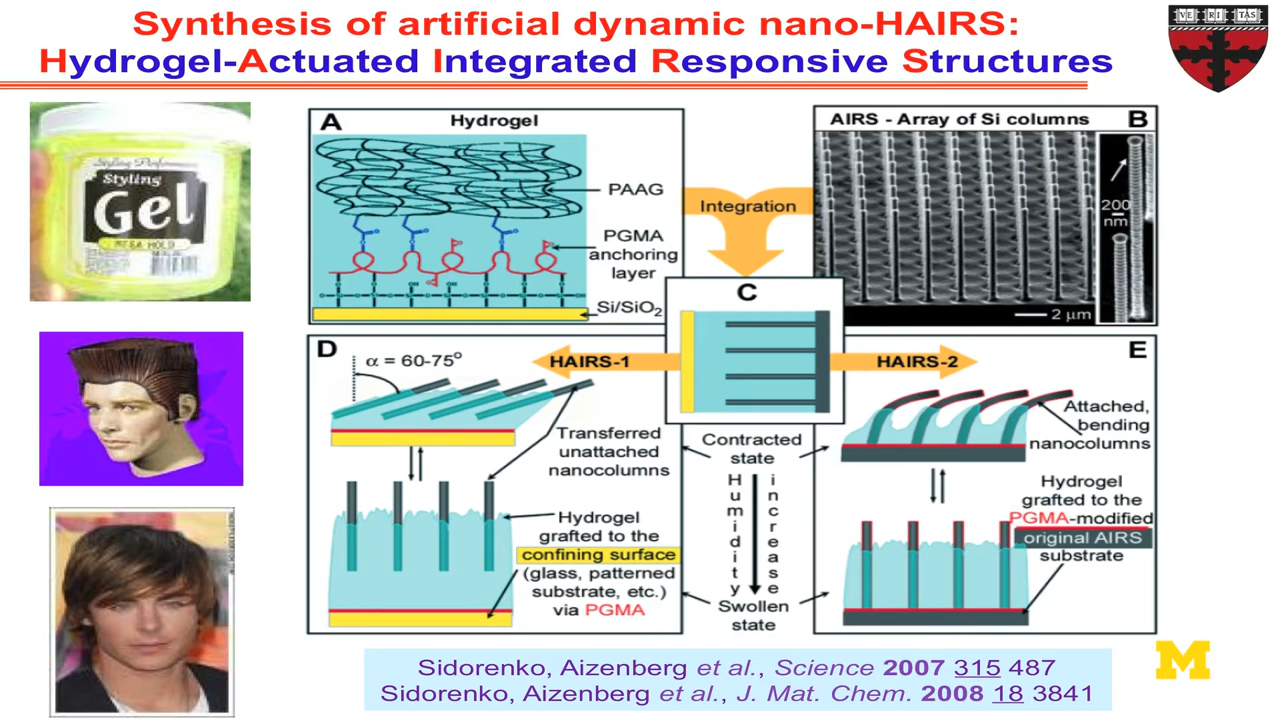 Synthesis of artificial dynamic nano-HAIRS:
Hydrogel-Actuated Integrated Responsive Structures
VE RI TAS
Styling
Gel
MEGA HOLD
A
Hydrogel
PAAG
PGMA
anchoring
layer
Si/SiO2
OH
OH
OH
Integration
AIRS - Array of Si columns
B
200
nm
2 µm
C
D
α = 60-75°
HAIRS-1
Transferred
unattached
nanocolumns
Hydrogel
grafted to the
confining surface
(glass, patterned
substrate, etc.)
via PGMA
Contracted
state
Humidity
increase
Swollen
state
HAIRS-2
E
Attached,
bending
nanocolumns
Hydrogel
grafted to the
PGMA-modified
original AIRS
substrate
M
Sidorenko, Aizenberg et al., Science 2007 315 487
Sidorenko, Aizenberg et al., J. Mat. Chem. 2008 18 3841